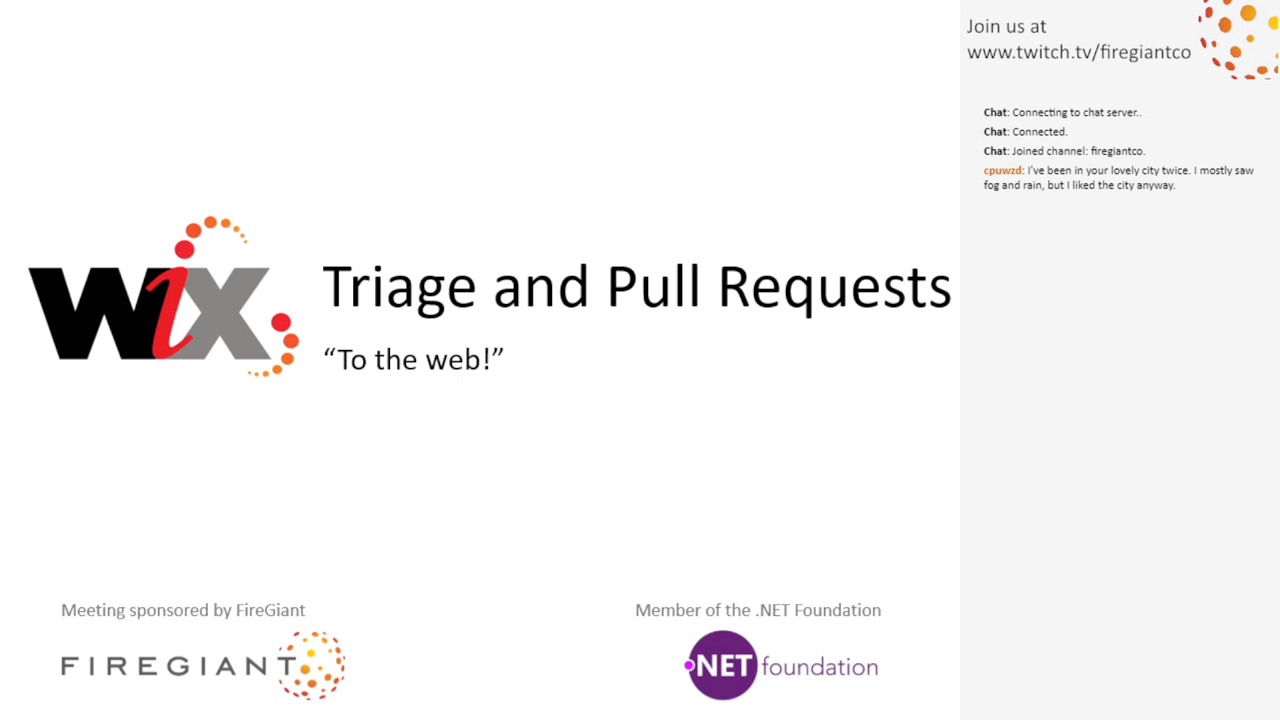 Join us at
www.twitch.tv/firegiantco
Chat: Connecting to chat server..
Chat: Connected.
Chat: Joined channel: firegiantco.
cpuwzd: I've been in your lovely city twice. I mostly saw
fog and rain, but I liked the city anyway.
WiX
Triage and Pull Requests
“To the web!”
Meeting sponsored by FireGiant
FIREGIANT
Member of the .NET Foundation
.NET foundation